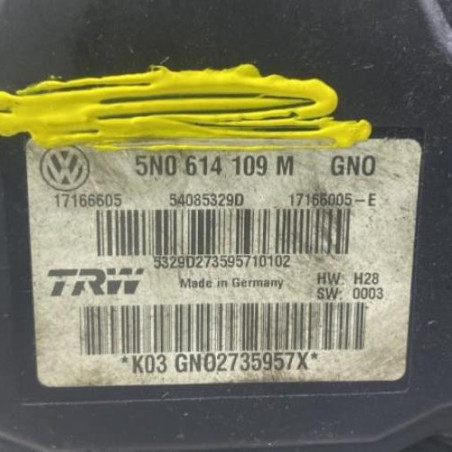 5N0 614 109 M GNO
17166605 54085329D 17166005-E
5329D273595710102
TRW Made in Germany HW: H28
SW: 0003
*K03 GNO2735957X*